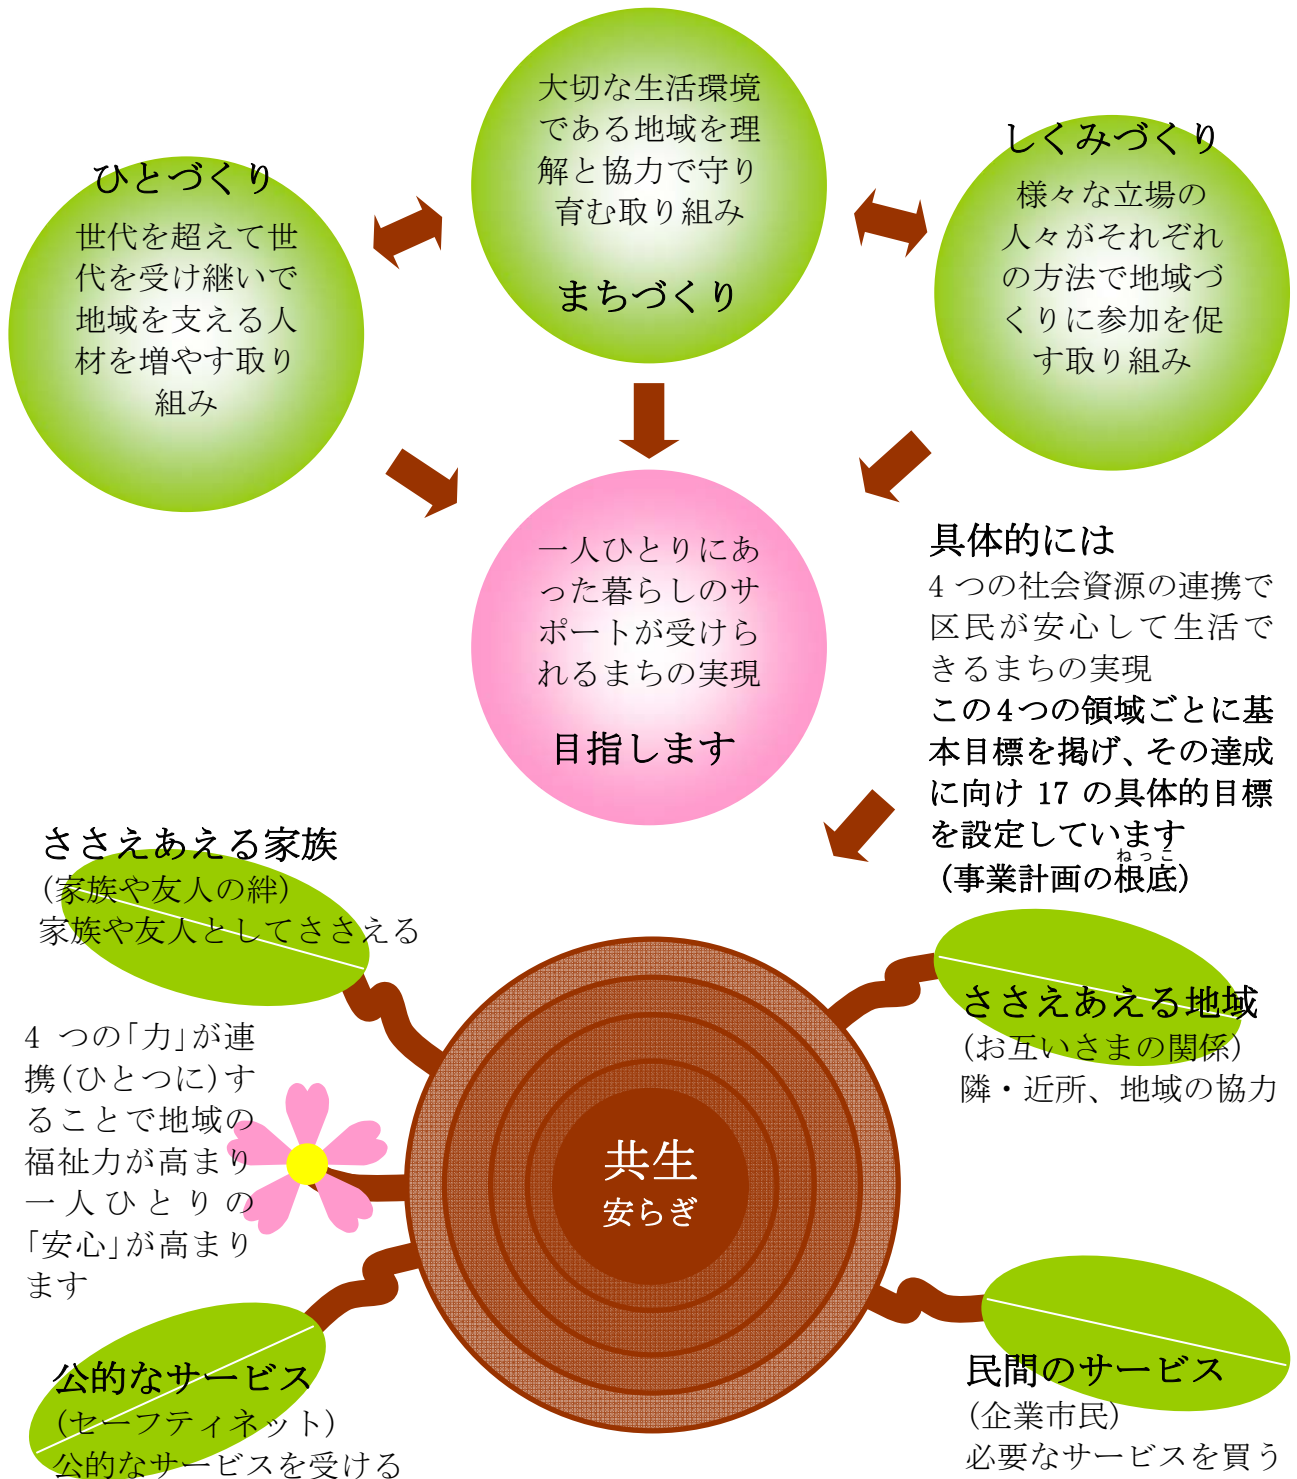 大切な生活環境
である地域を理
解と協力で守り
育む取り組み
まちづくり
ひとづくり
世代を超えて世
代を受け継いで
地域を支える人
材を増やす取り
組み
しくみづくり
様々な立場の
人々がそれぞれ
の方法で地域づ
くりに参加を促
す取り組み
一人ひとりにあ
った暮らしのサ
ポートが受けら
れるまちの実現
目指します
具体的には
4 つの社会資源の連携で
区民が安心して生活で
きるまちの実現
この4つの領域ごとに基
本目標を掲げ、その達成
に向け 17 の具体的目標
を設定しています
ねっこ
(事業計画の根底)
ささえあえる家族
(家族や友人の絆)
家族や友人としてささえる
ささえあえる地域
(お互いさまの関係)
隣・近所、地域の協力
4 つの「力」が連
携(ひとつに)す
ることで地域の
福祉力が高まり
一人ひとりの
「安心」が高まり
ます
共生
安らぎ
公的なサービス
(セーフティネット)
公的なサービスを受ける
民間のサービス
(企業市民)
必要なサービスを買う